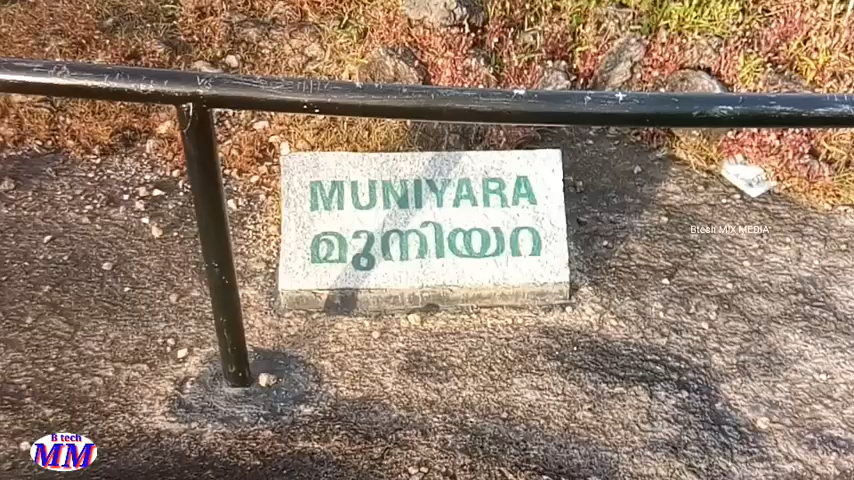 MUNIYARA
മുനിയറ
Btech MIX MEDIA
B tech
MM